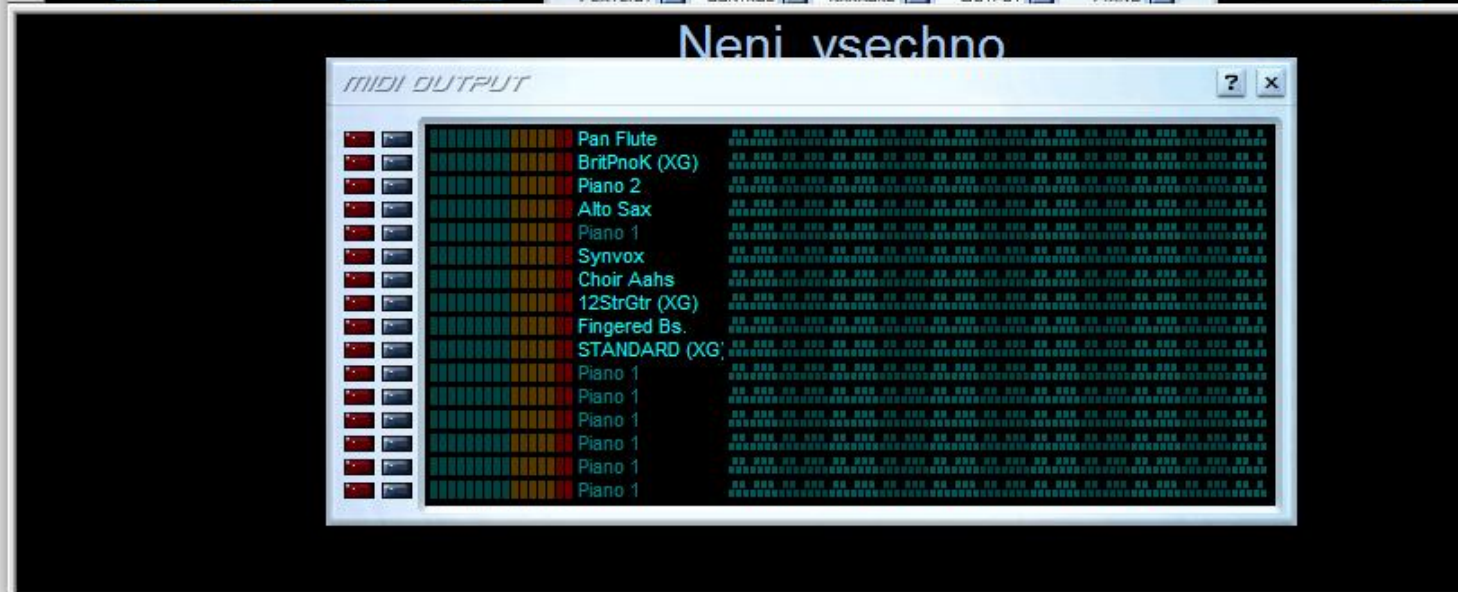 Neni vsechno
MIDI OUTPUT
?
x
Pan Flute
BritPnoK (XG)
Piano 2
Alto Sax
Piano 1
Synvox
Choir Aahs
12StrGtr (XG)
Fingered Bs.
STANDARD (XG)
Piano 1
Piano 1
Piano 1
Piano 1
Piano 1
Piano 1